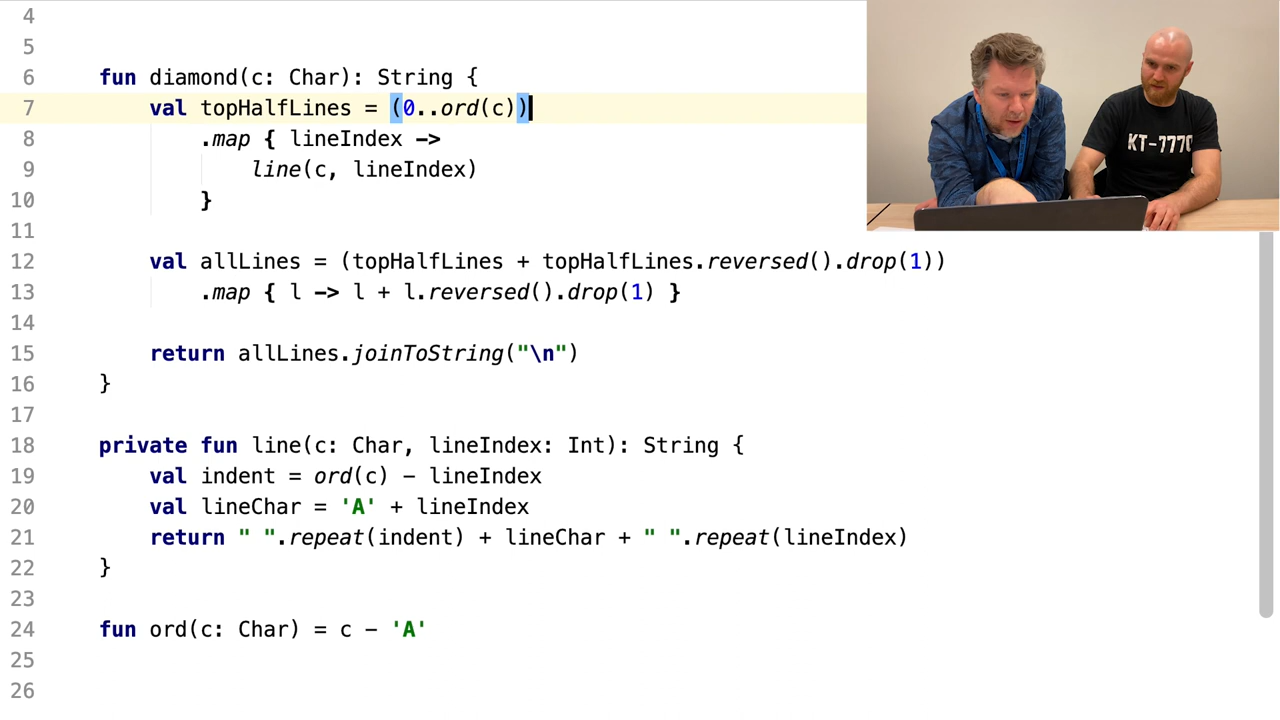 4
5
6 fun diamond(c: Char): String {
7 val topHalfLines = (0..ord(c))
8 .map { lineIndex ->
9 line(c, lineIndex)
10 }
11
12 val allLines = (topHalfLines + topHalfLines.reversed().drop(1))
13 .map { l -> l + l.reversed().drop(1) }
14
15 return allLines.joinToString("\n")
16 }
17
18 private fun line(c: Char, lineIndex: Int): String {
19 val indent = ord(c) - lineIndex
20 val lineChar = 'A' + lineIndex
21 return " ".repeat(indent) + lineChar + " ".repeat(lineIndex)
22 }
23
24 fun ord(c: Char) = c - 'A'
25
26
KT-7770